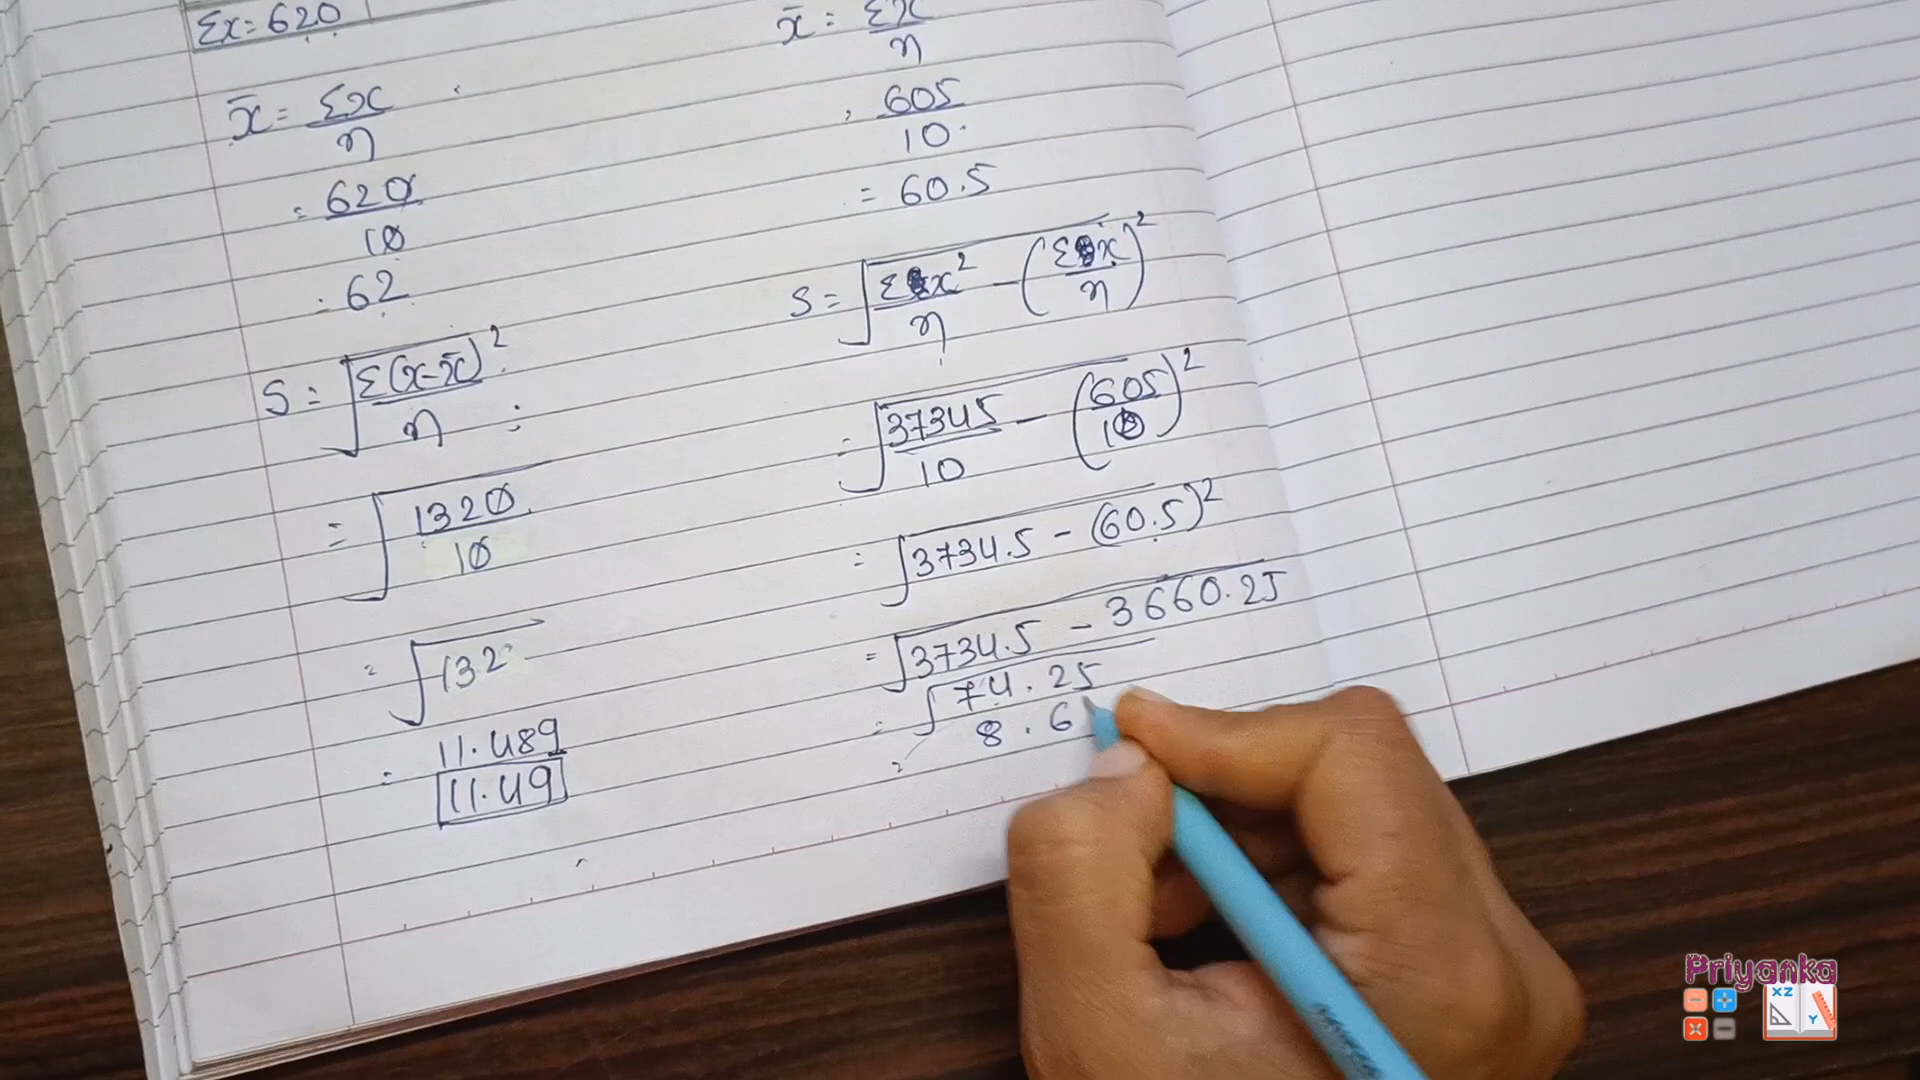 Σx = 620
x̄ = Σx
n
= 620
10
= 62
S = √Σ(x-x̄)²
n
= √1320
10
= √132
= 11.489
11.49
x̄ = Σx
n
= 605
10
= 60.5
S = √Σx² - (Σx)²
n n
= √37345 - (605)²
10 10
= √3734.5 - (60.5)²
= √3734.5 - 3660.25
= √74.25
= 8.6
Priyanka
XZ
Y